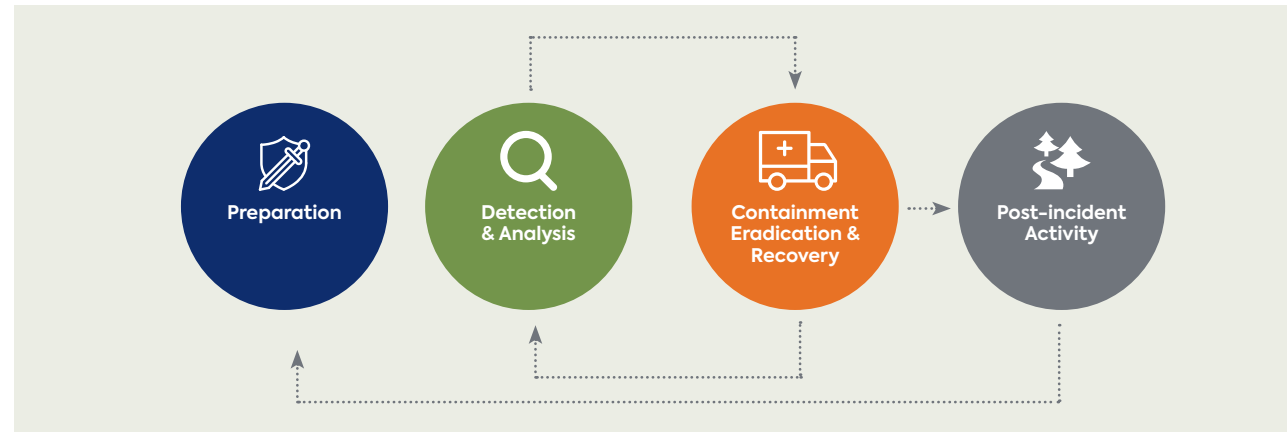 Preparation
Detection
& Analysis
Containment
Eradication &
Recovery
Post-incident
Activity